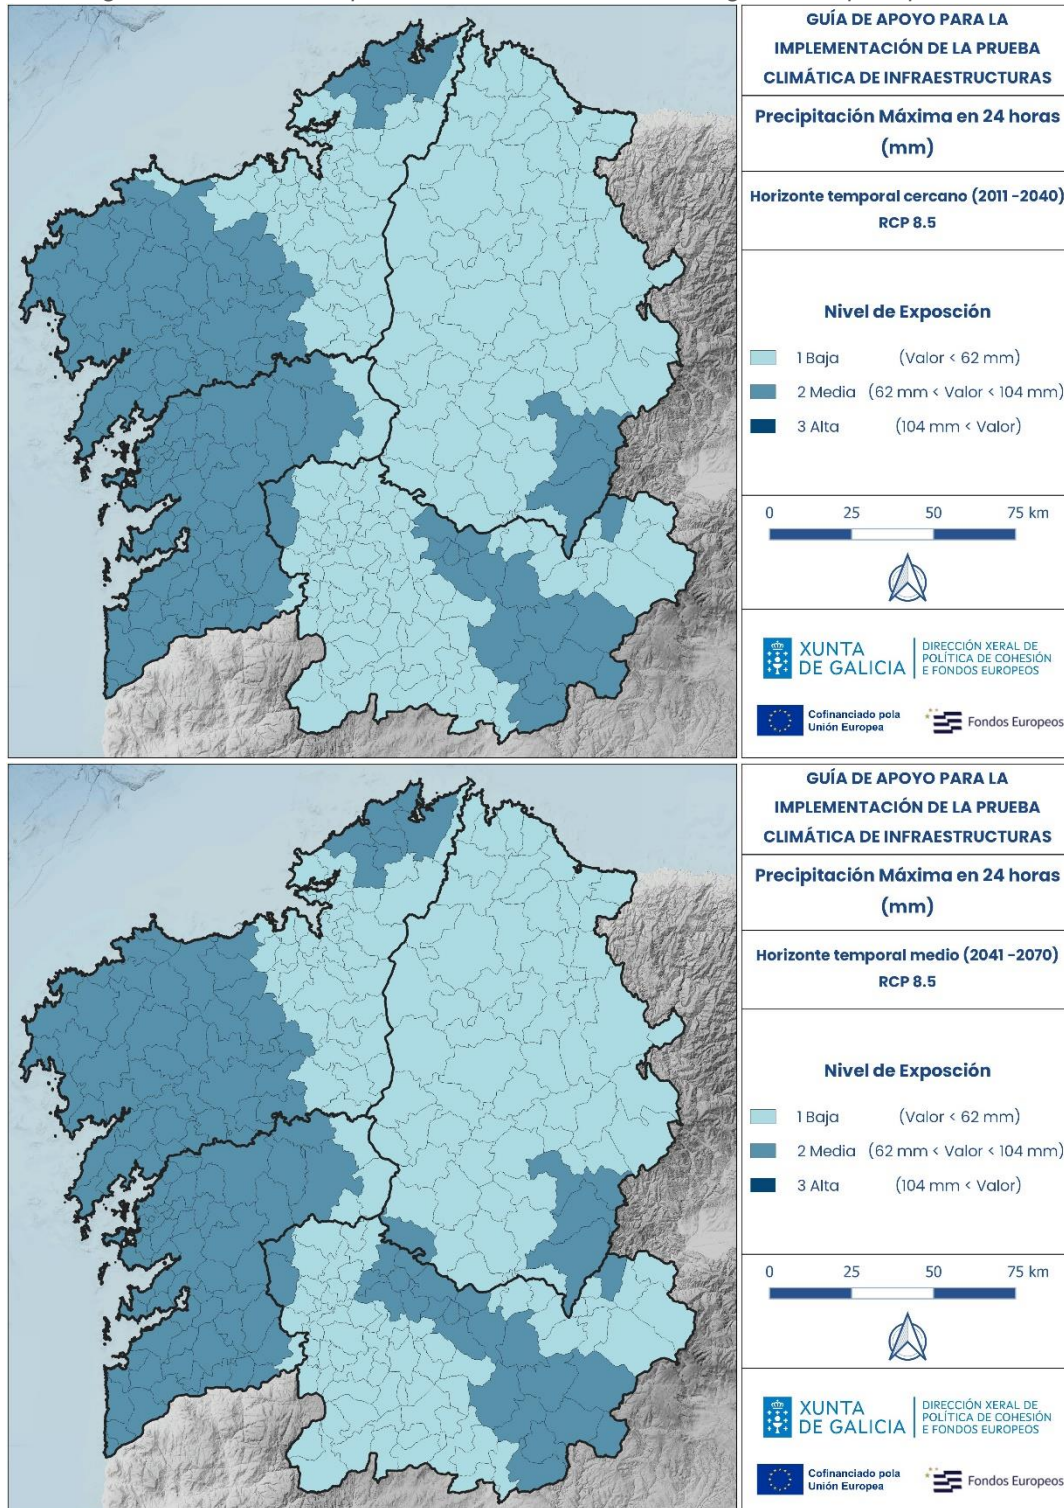 GUÍA DE APOYO PARA LA
IMPLEMENTACIÓN DE LA PRUEBA
CLIMÁTICA DE INFRAESTRUCTURAS
Precipitación Máxima en 24 horas
(mm)
Horizonte temporal cercano (2011 -2040)
RCP 8.5
Nivel de Exposción
1 Baja (Valor < 62 mm)
2 Media (62 mm < Valor < 104 mm)
3 Alta (104 mm < Valor)
0 25 50 75 km
XUNTA
DE GALICIA
DIRECCIÓN XERAL DE
POLÍTICA DE COHESIÓN
E FONDOS EUROPEOS
Cofinanciado pola
Unión Europea
Fondos Europeos
GUÍA DE APOYO PARA LA
IMPLEMENTACIÓN DE LA PRUEBA
CLIMÁTICA DE INFRAESTRUCTURAS
Precipitación Máxima en 24 horas
(mm)
Horizonte temporal medio (2041 -2070)
RCP 8.5
Nivel de Exposción
1 Baja (Valor < 62 mm)
2 Media (62 mm < Valor < 104 mm)
3 Alta (104 mm < Valor)
0 25 50 75 km
XUNTA
DE GALICIA
DIRECCIÓN XERAL DE
POLÍTICA DE COHESIÓN
E FONDOS EUROPEOS
Cofinanciado pola
Unión Europea
Fondos Europeos